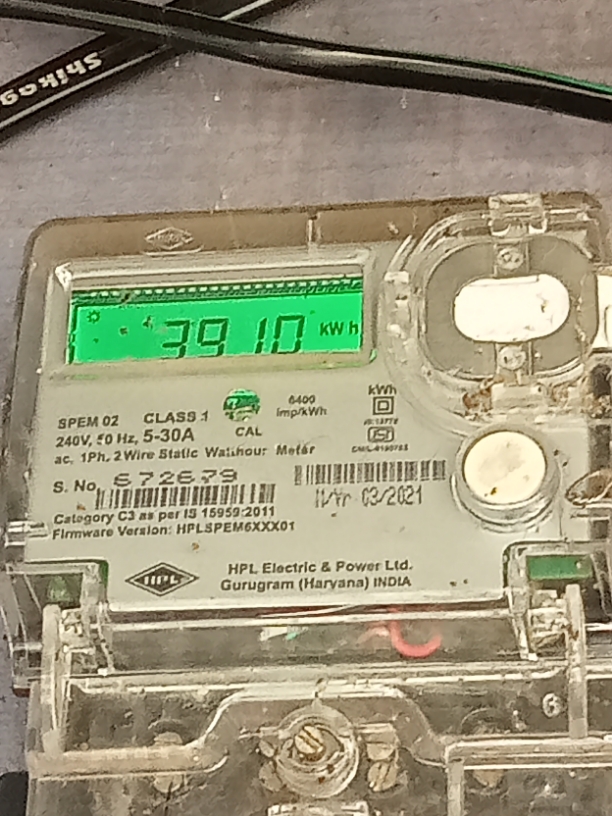 Shikag
HPL
3910 kWh
SPEM 02 CLASS 1
6400
imp/kWh
CAL
kWh
240V, 50 Hz, 5-30A
ac, 1Ph, 2 Wire Static Watthour Meter
S. No. 672679
M/Yr 03/2021
Category C3 as per IS 15959:2011
Firmware Version: HPLSPEM6XXX01
HPL
HPL Electric & Power Ltd.
Gurugram (Haryana) INDIA